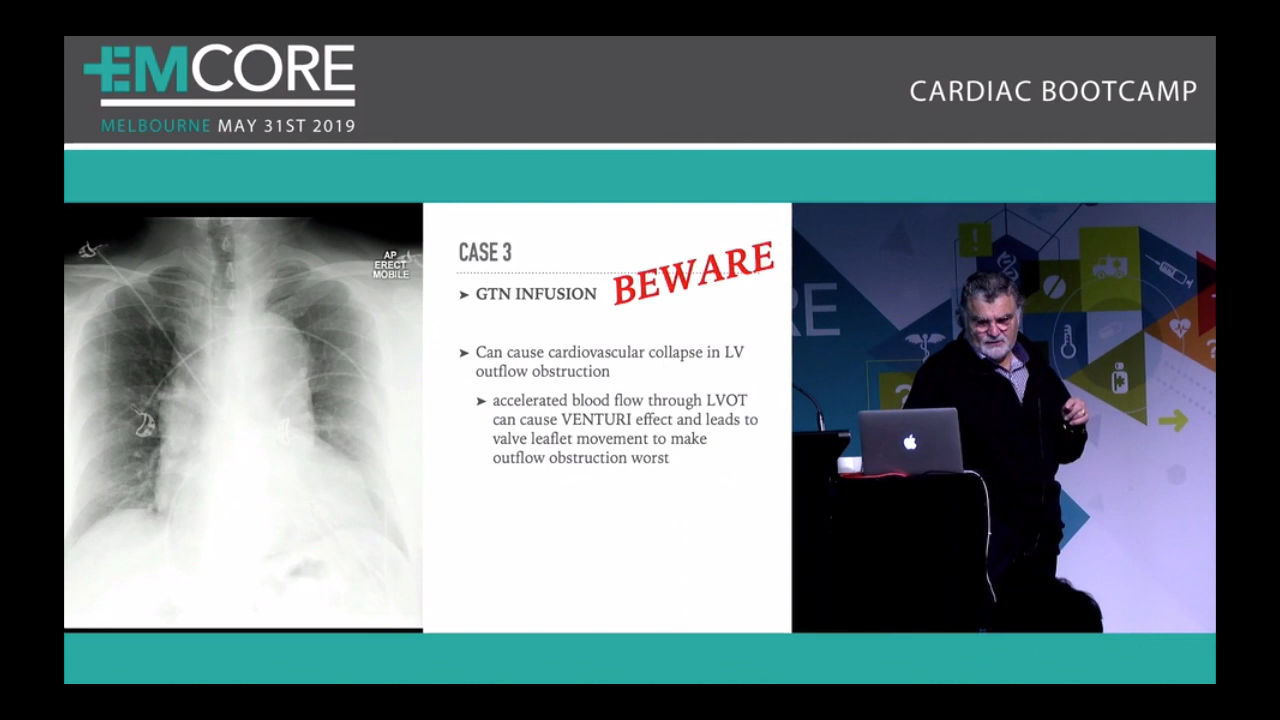 EMCORE
MELBOURNE MAY 31ST 2019
CARDIAC BOOTCAMP
AP
ERECT
MOBILE
CASE 3
BEWARE
➤ GTN INFUSION
➤ Can cause cardiovascular collapse in LV
outflow obstruction
➤ accelerated blood flow through LVOT
can cause VENTURI effect and leads to
valve leaflet movement to make
outflow obstruction worst
RE